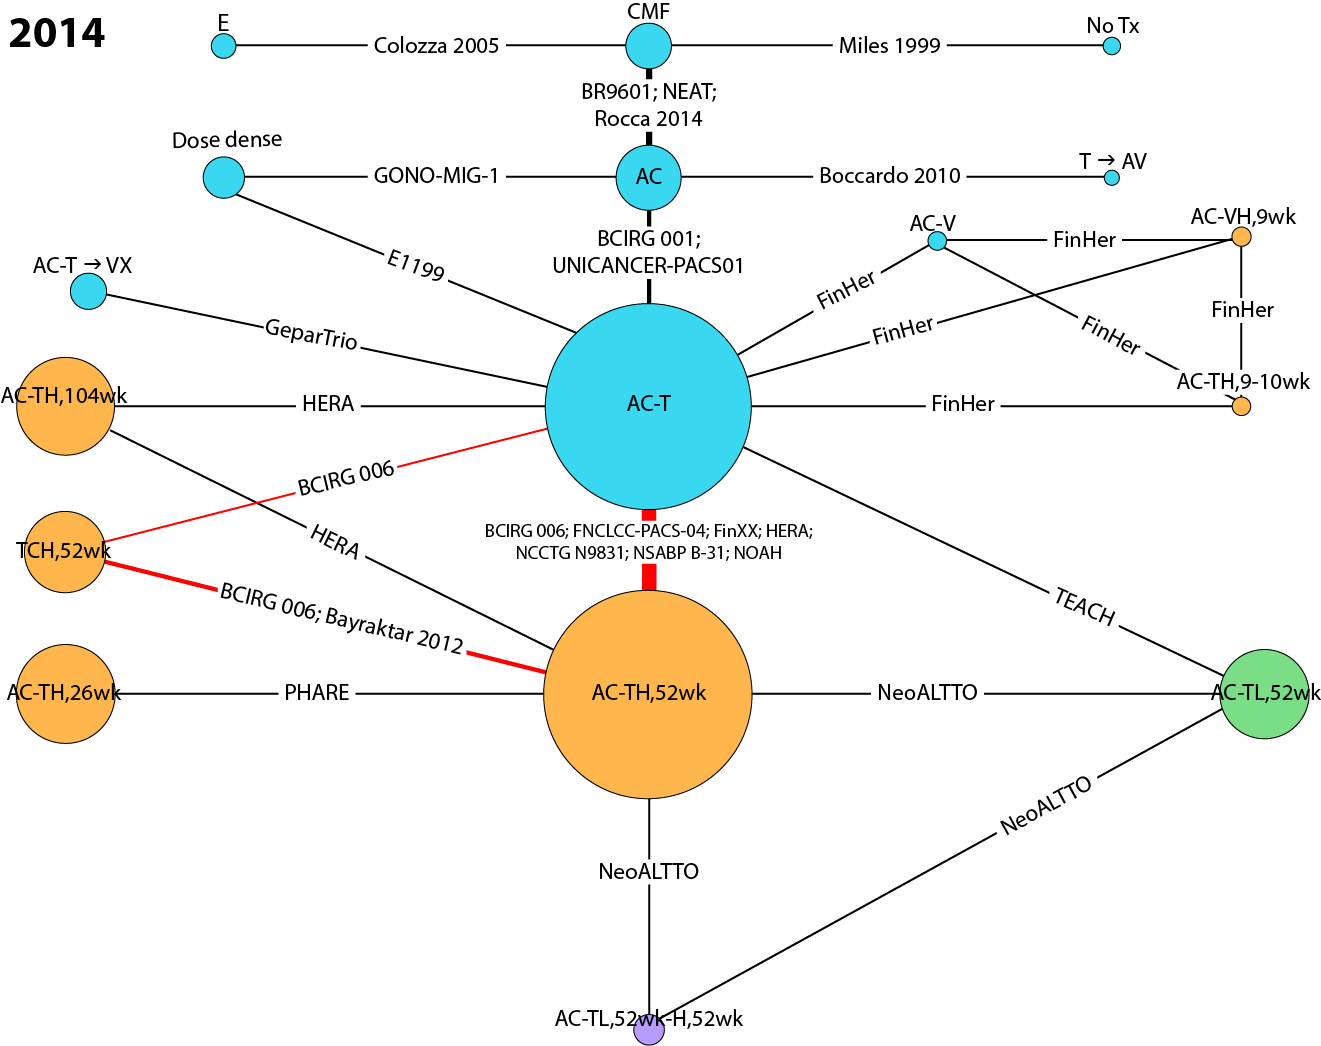 2014
E
CMF
No Tx
Colozza 2005
Miles 1999
BR9601; NEAT;
Rocca 2014
Dose dense
GONO-MIG-1
AC
Boccardo 2010
T → AV
AC-V
AC-VH,9wk
BCIRG 001;
UNICANCER-PACS01
FinHer
E1199
AC-T → VX
FinHer
FinHer
FinHer
FinHer
GeparTrio
AC-TH,9-10wk
AC-TH,104wk
HERA
AC-T
FinHer
BCIRG 006
BCIRG 006; FNCLCC-PACS-04; FinXX; HERA;
NCCTG N9831; NSABP B-31; NOAH
HERA
TCH,52wk
BCIRG 006; Bayraktar 2012
TEACH
AC-TH,26wk
PHARE
AC-TH,52wk
NeoALTTO
AC-TL,52wk
NeoALTTO
NeoALTTO
AC-TL,52wk-H,52wk